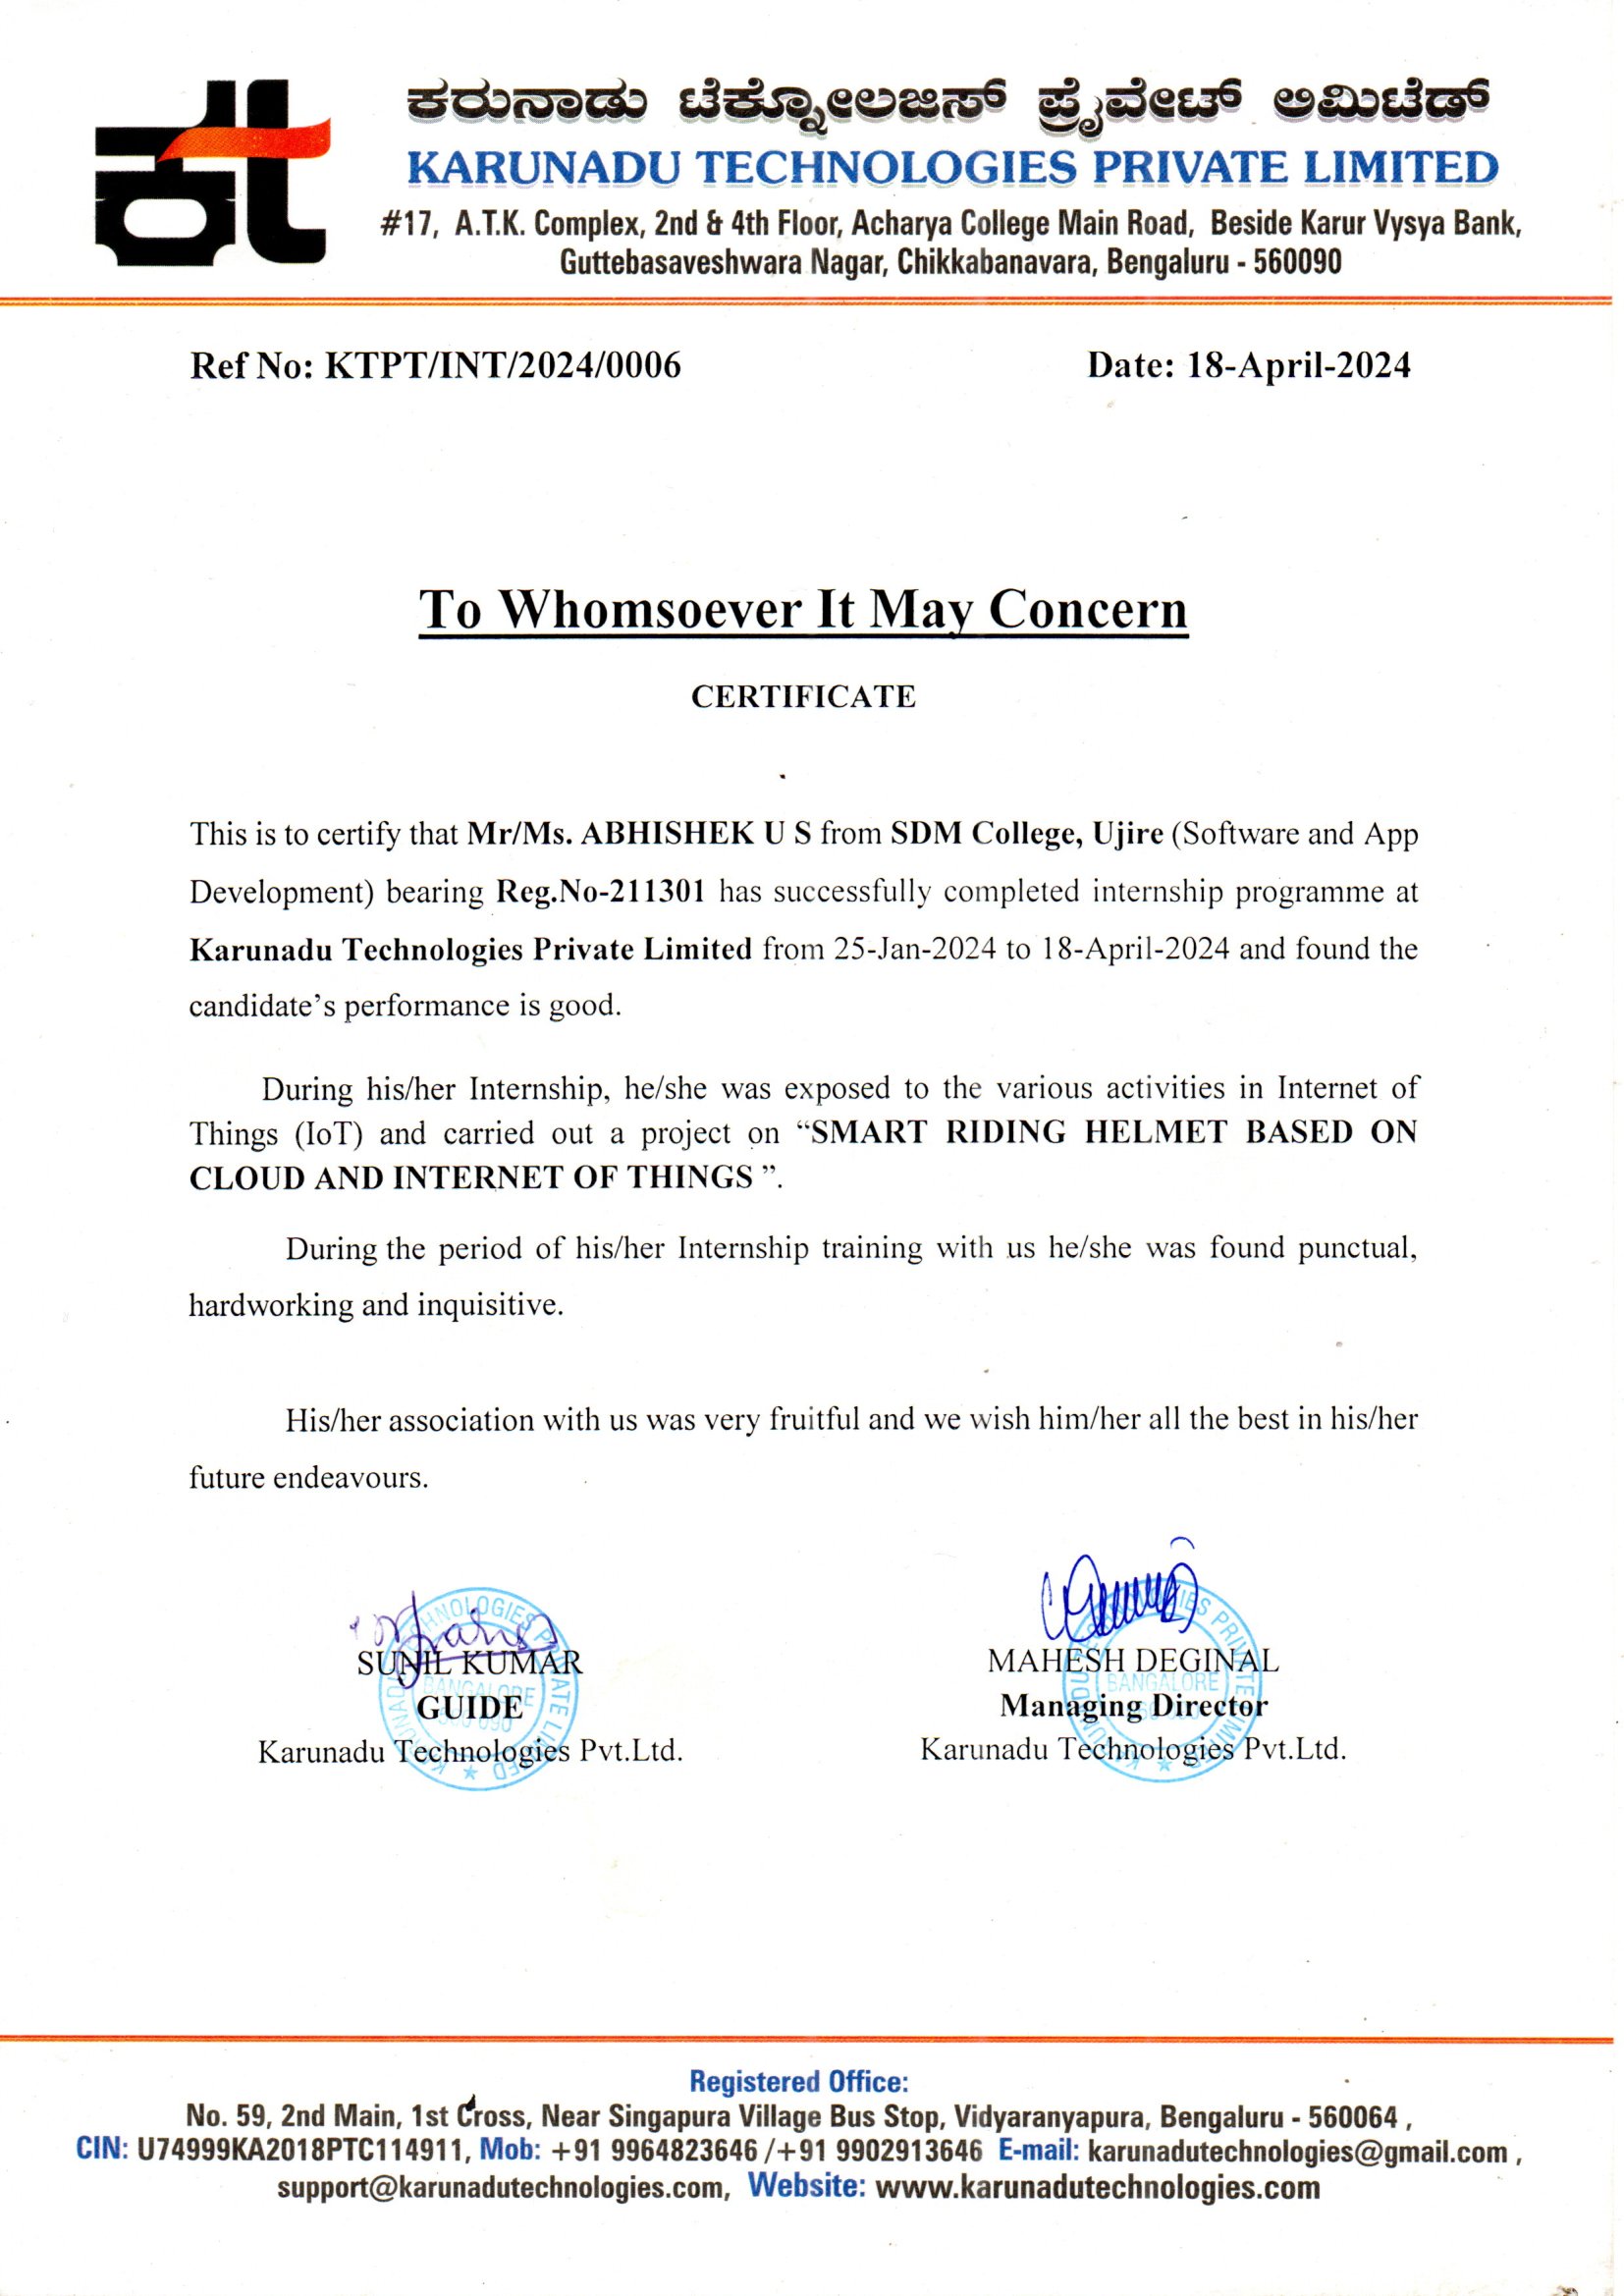 ಕರುನಾಡು ಟೆಕ್ನೋಲಜಿಸ್ ಪ್ರೈವೇಟ್ ಲಿಮಿಟೆಡ್
KARUNADU TECHNOLOGIES PRIVATE LIMITED
#17, A.T.K. Complex, 2nd & 4th Floor, Acharya College Main Road, Beside Karur Vysya Bank,
Guttebasaveshwara Nagar, Chikkabanavara, Bengaluru - 560090
Ref No: KTPT/INT/2024/0006 Date: 18-April-2024
To Whomsoever It May Concern
CERTIFICATE
This is to certify that Mr/Ms. ABHISHEK U S from SDM College, Ujire (Software and App
Development) bearing Reg.No-211301 has successfully completed internship programme at
Karunadu Technologies Private Limited from 25-Jan-2024 to 18-April-2024 and found the
candidate’s performance is good.
During his/her Internship, he/she was exposed to the various activities in Internet of
Things (IoT) and carried out a project on “SMART RIDING HELMET BASED ON
CLOUD AND INTERNET OF THINGS ”.
During the period of his/her Internship training with us he/she was found punctual,
hardworking and inquisitive.
His/her association with us was very fruitful and we wish him/her all the best in his/her
future endeavours.
SUNIL KUMAR MAHESH DEGINAL
GUIDE Managing Director
Karunadu Technologies Pvt.Ltd. Karunadu Technologies Pvt.Ltd.
Registered Office:
No. 59, 2nd Main, 1st Cross, Near Singapura Village Bus Stop, Vidyaranyapura, Bengaluru - 560064 ,
CIN: U74999KA2018PTC114911, Mob: +91 9964823646 /+91 9902913646 E-mail: karunadutechnologies@gmail.com ,
support@karunadutechnologies.com, Website: www.karunadutechnologies.com